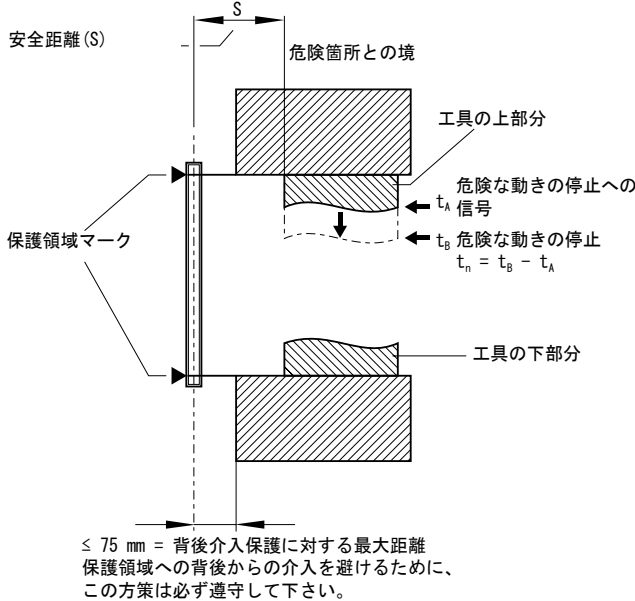 S
安全距離(S)
危険箇所との境
工具の上部分
tA 危険な動きの停止への
信号
保護領域マーク
tB 危険な動きの停止
tn = tB - tA
工具の下部分
≤ 75 mm = 背後介入保護に対する最大距離
保護領域への背後からの介入を避けるために、
この方策は必ず遵守して下さい。